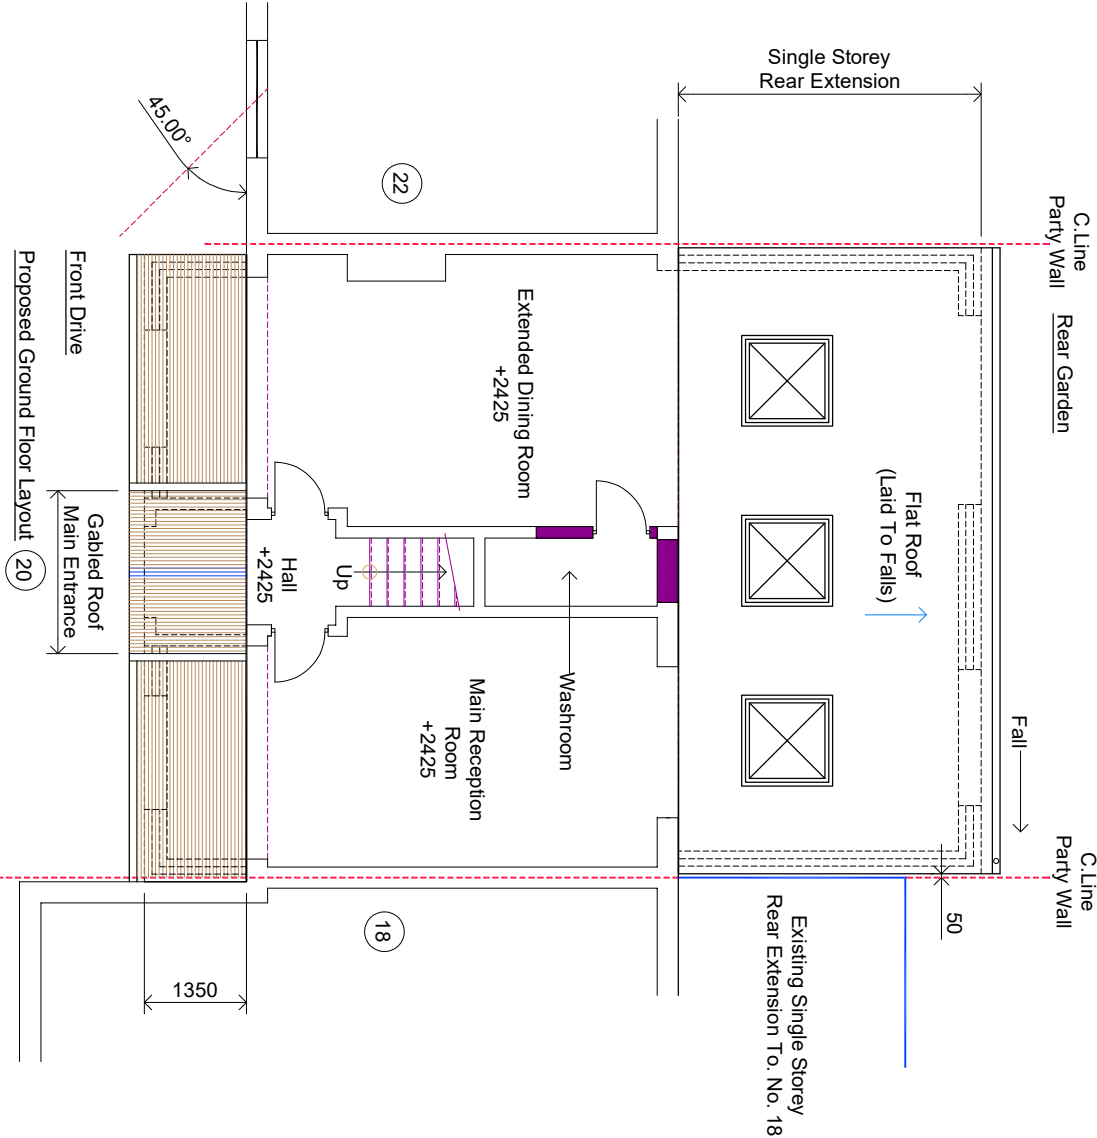 Single Storey
Rear Extension
45.00°
22
C.Line
Party Wall
Rear Garden
Front Drive
Proposed Ground Floor Layout
20
Extended Dining Room
+2425
Flat Roof
(Laid To Falls)
Gabled Roof
Main Entrance
Hall
+2425
Up
Washroom
Main Reception
Room
+2425
Fall
C.Line
Party Wall
50
18
Existing Single Storey
Rear Extension To. No. 18
1350